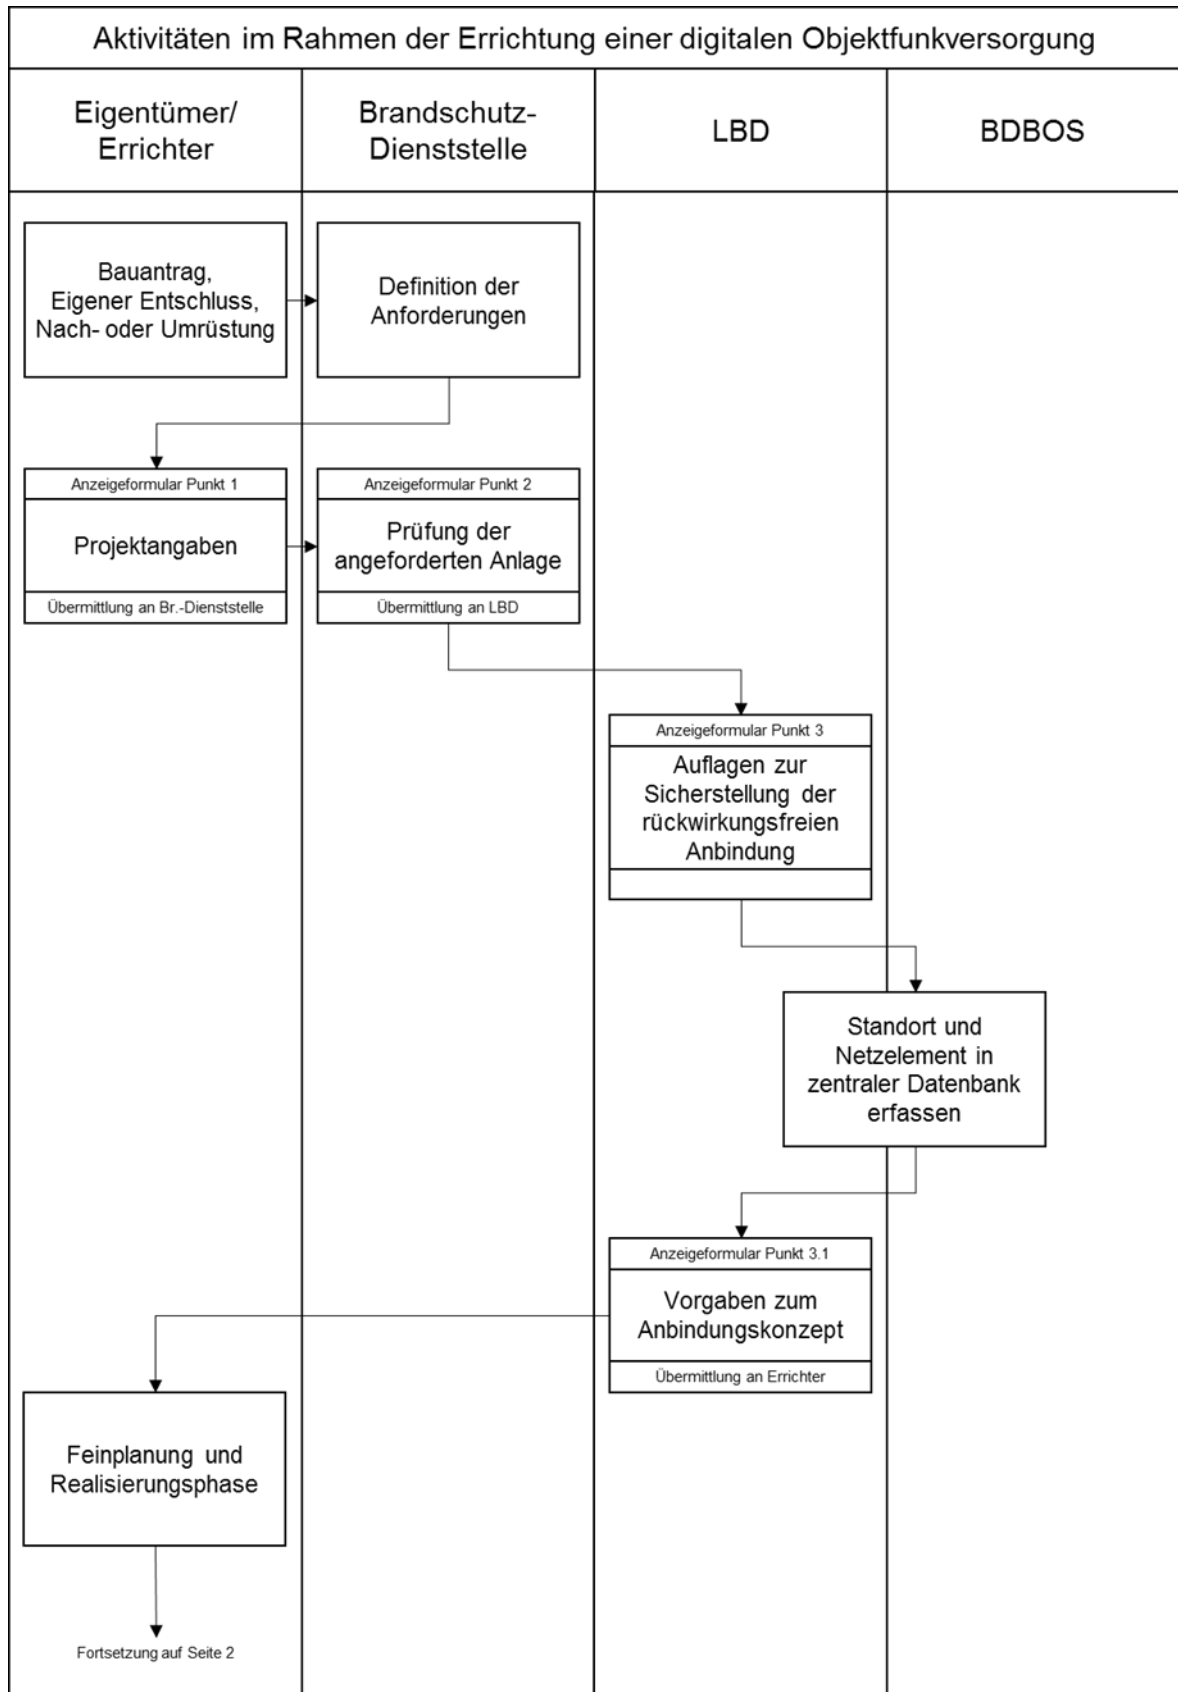 Aktivitäten im Rahmen der Errichtung einer digitalen Objektfunkversorgung
Eigentümer/
Errichter
Brandschutz-
Dienststelle
LBD
BDBOS
Bauantrag,
Eigener Entschluss,
Nach- oder Umrüstung
Definition der
Anforderungen
Anzeigeformular Punkt 1
Projektangaben
Übermittlung an Br.-Dienststelle
Anzeigeformular Punkt 2
Prüfung der
angeforderten Anlage
Übermittlung an LBD
Anzeigeformular Punkt 3
Auflagen zur
Sicherstellung der
rückwirkungsfreien
Anbindung
Standort und
Netzelement in
zentraler Datenbank
erfassen
Anzeigeformular Punkt 3.1
Vorgaben zum
Anbindungskonzept
Übermittlung an Errichter
Feinplanung und
Realisierungsphase
Fortsetzung auf Seite 2